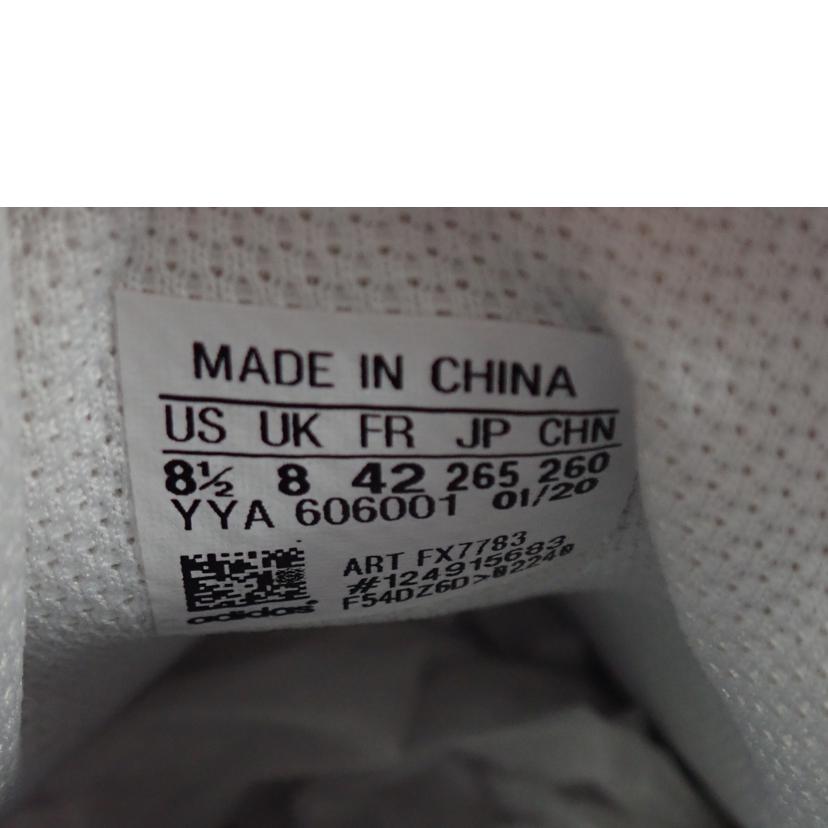 MADE IN CHINA
US UK FR JP CHN
8½ 8 42 265 260
YYA 606001 01/20
ART FX7783
#124915683
F54DZ6D>02240
adidas